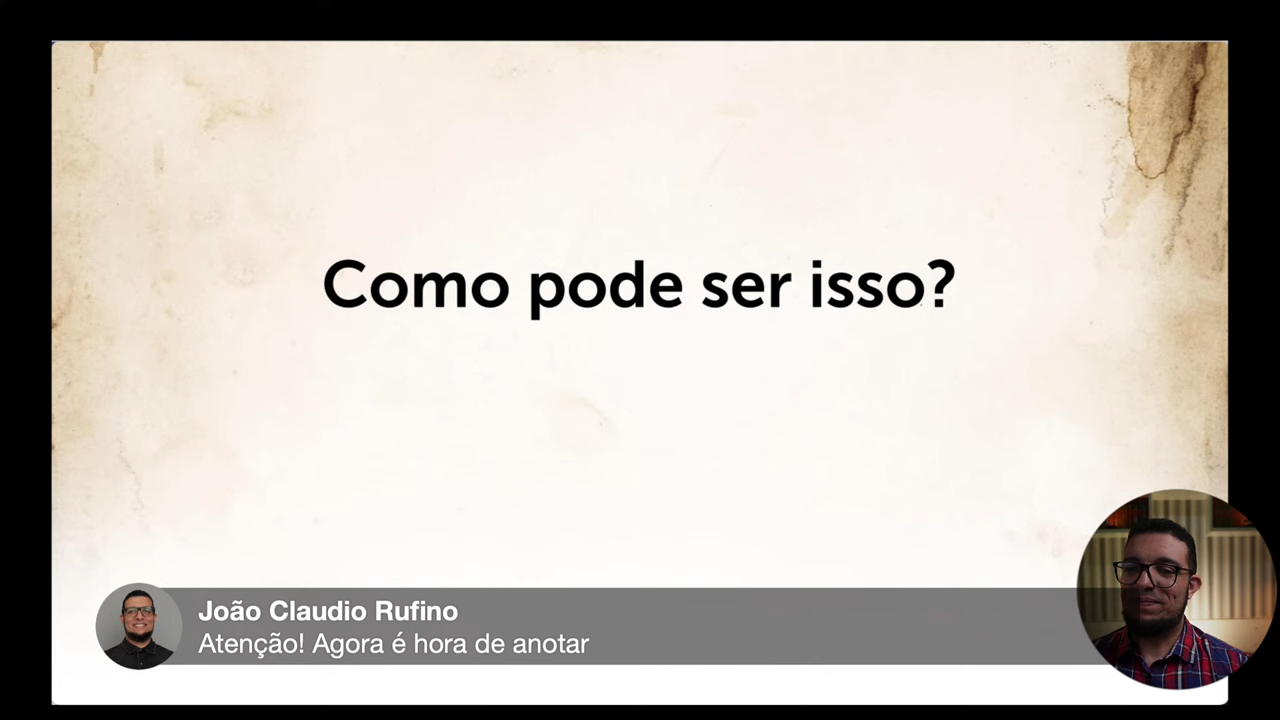 Como pode ser isso?
João Claudio Rufino
Atenção! Agora é hora de anotar